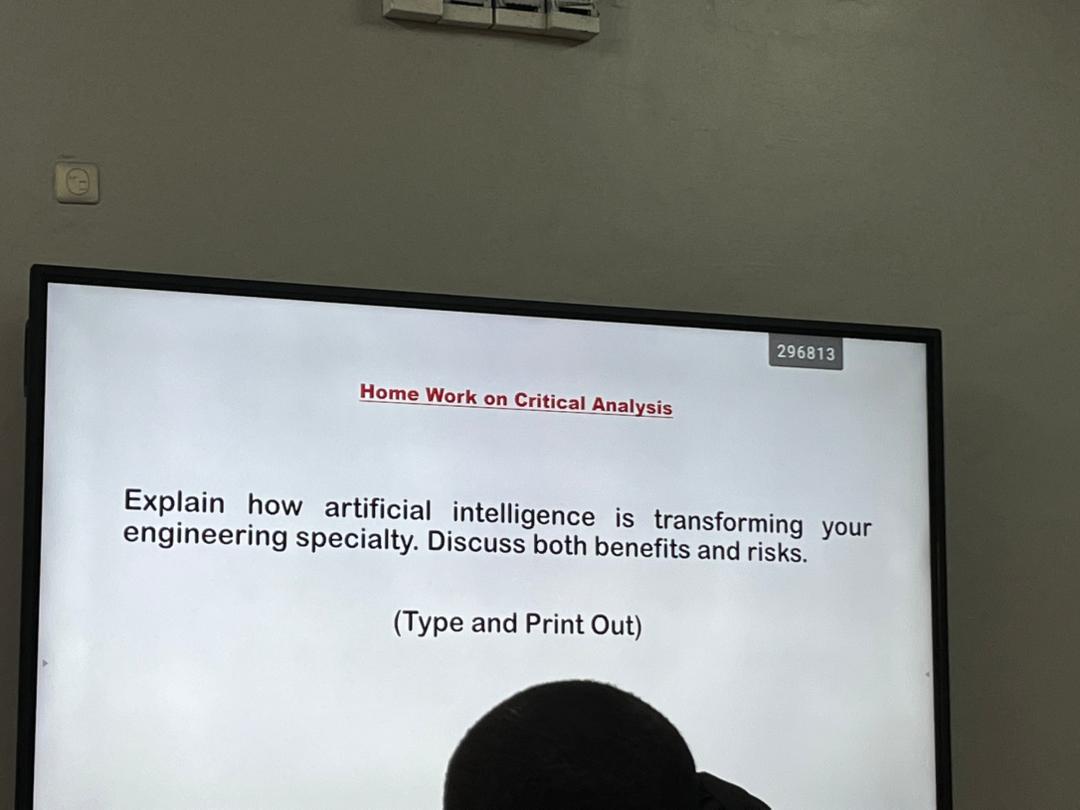 296813
Home Work on Critical Analysis
Explain how artificial intelligence is transforming your
engineering specialty. Discuss both benefits and risks.
(Type and Print Out)